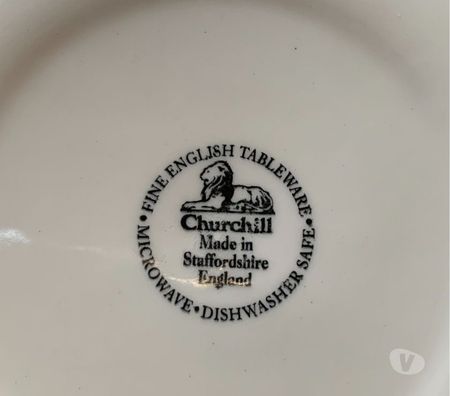 • FINE ENGLISH TABLEWARE •
Churchill
Made in
Staffordshire
England
MICROWAVE • DISHWASHER SAFE
V